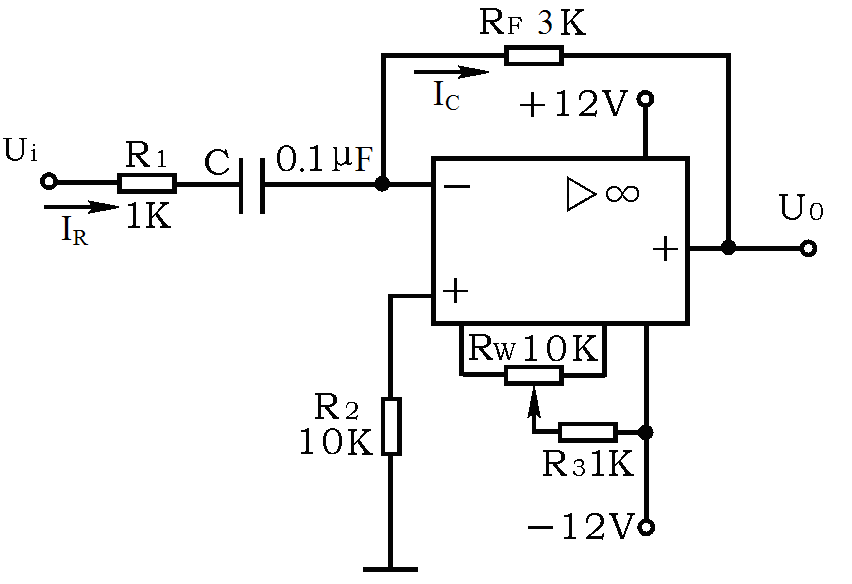 RF 3K
IC
+12V
Ui
R1
C
0.1μF
1K
IR
− ▷∞
+
U0
+
RW10K
R2
10K
R31K
−12V